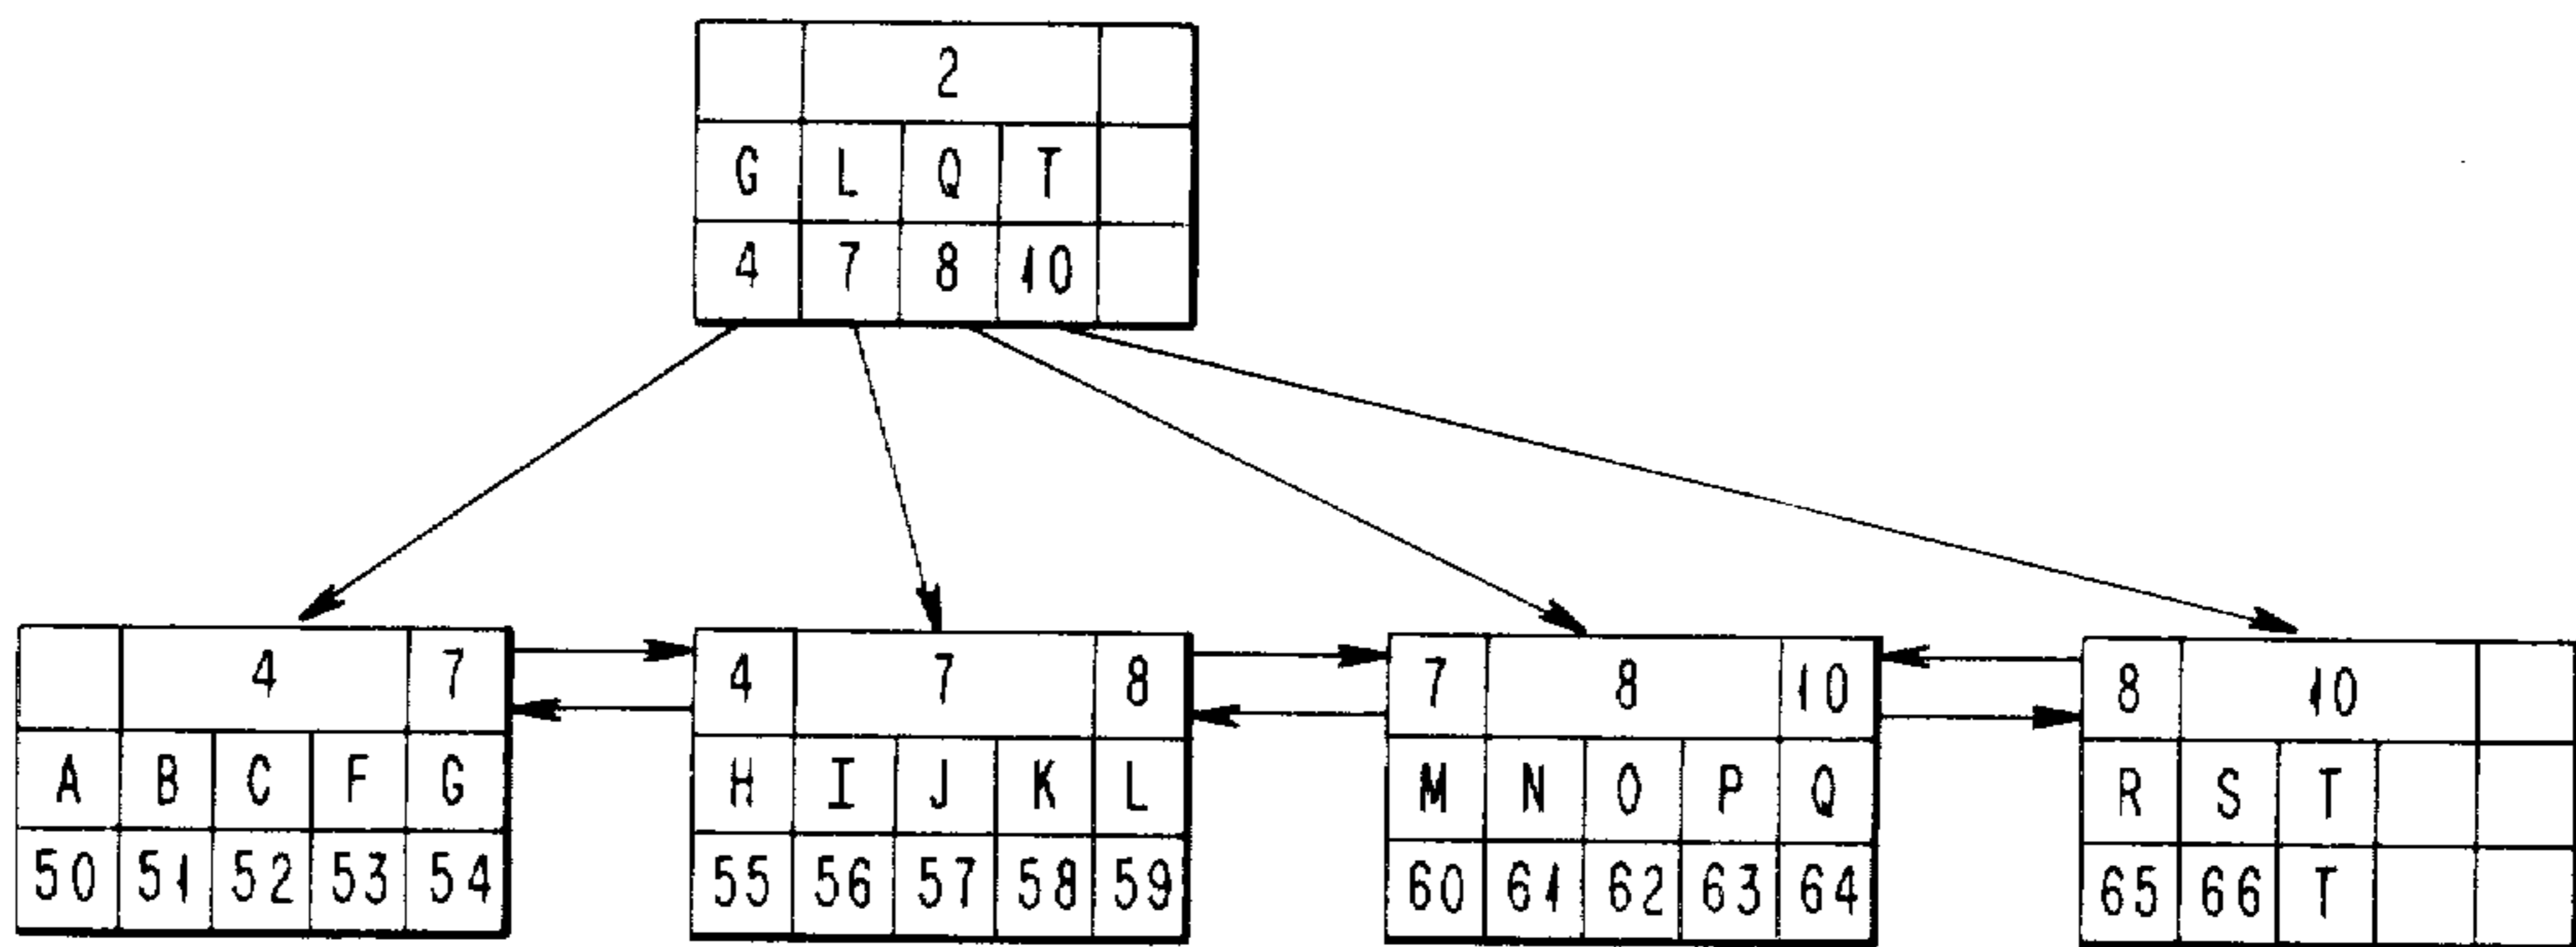 2
G L Q T
4 7 8 10
4 7
A B C F G
50 51 52 53 54
4 7 8
H I J K L
55 56 57 58 59
7 8 10
M N O P Q
60 61 62 63 64
8 10
R S T
65 66 T